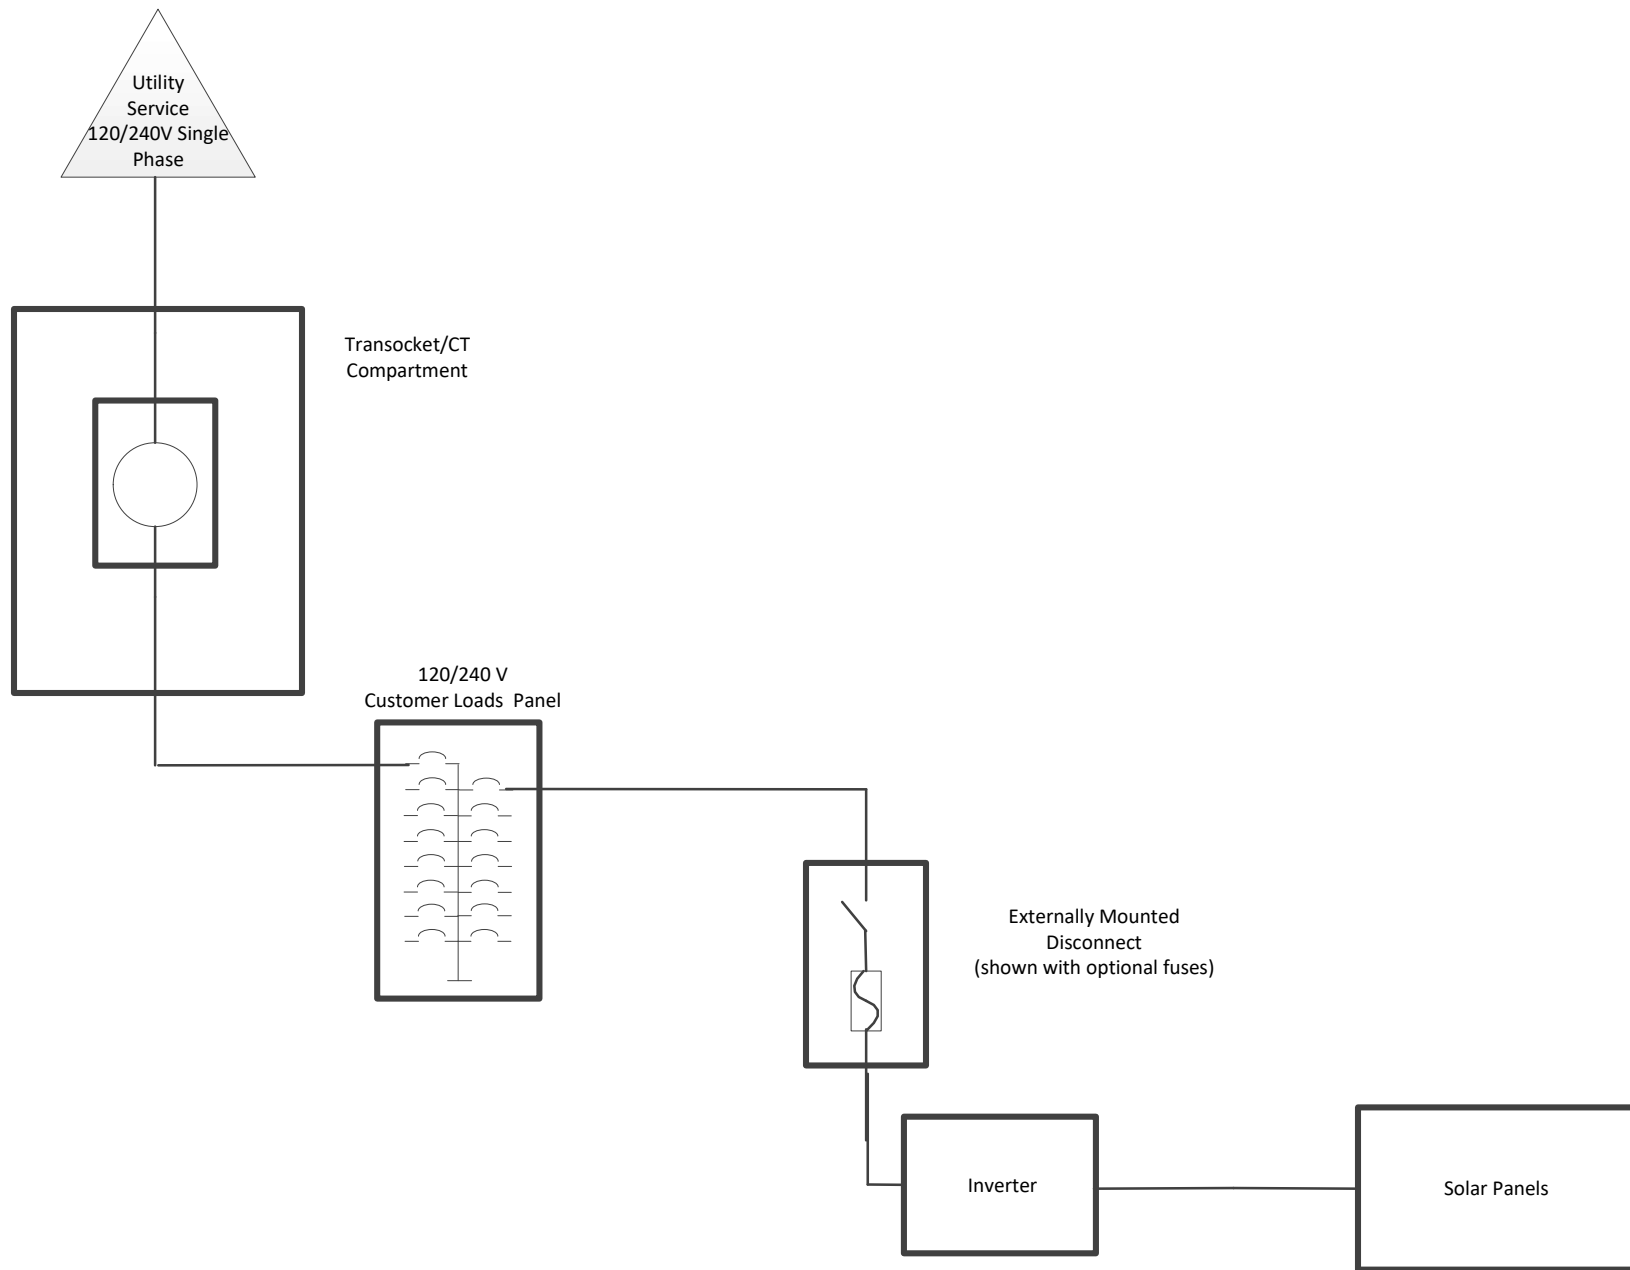 Utility
Service
120/240V Single
Phase
Transocket/CT
Compartment
120/240 V
Customer Loads  Panel
Externally Mounted
Disconnect
(shown with optional fuses)
Inverter
Solar Panels